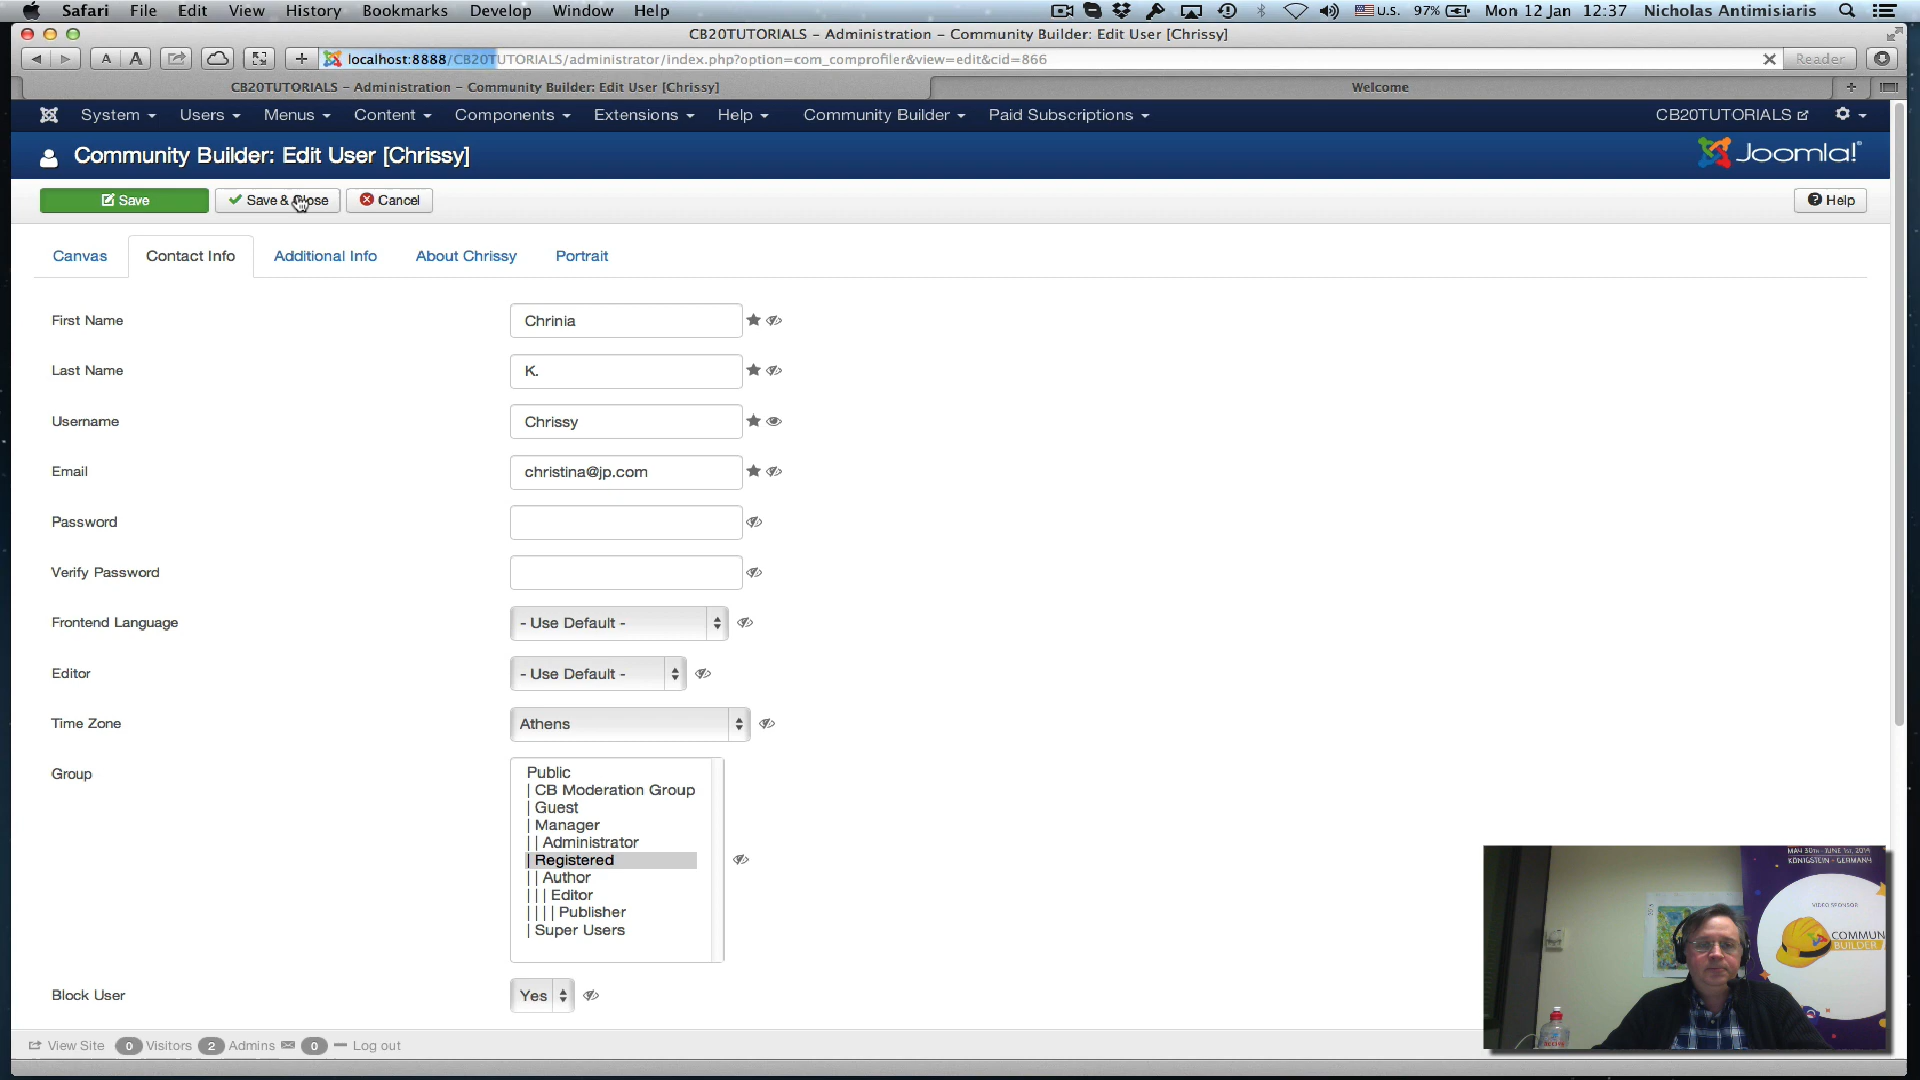 Safari File Edit View History Bookmarks Develop Window Help U.S. 97% Mon 12 Jan 12:37 Nicholas Antimisiaris
CB20TUTORIALS - Administration - Community Builder: Edit User [Chrissy]
A A + localhost:8888/CB20TUTORIALS/administrator/index.php?option=com_comprofiler&view=edit&cid=866 Reader
CB20TUTORIALS - Administration - Community Builder: Edit User [Chrissy] Welcome +
System Users Menus Content Components Extensions Help Community Builder Paid Subscriptions CB20TUTORIALS
Community Builder: Edit User [Chrissy] Joomla!
Save Save & Close Cancel Help
Canvas Contact Info Additional Info About Chrissy Portrait
First Name Chrinia
Last Name K.
Username Chrissy
Email christina@jp.com
Password
Verify Password
Frontend Language - Use Default -
Editor - Use Default -
Time Zone Athens
Group
Public
| CB Moderation Group
| Guest
| Manager
| | Administrator
| Registered
| | Author
| | | Editor
| | | | Publisher
| Super Users
Block User Yes
View Site 0 Visitors 2 Admins 0 Log out
MAY 30TH - JUNE 1ST, 2014
KÖNIGSTEIN - GERMANY
VIDEO SPONSOR
COMMUN
BUILDER